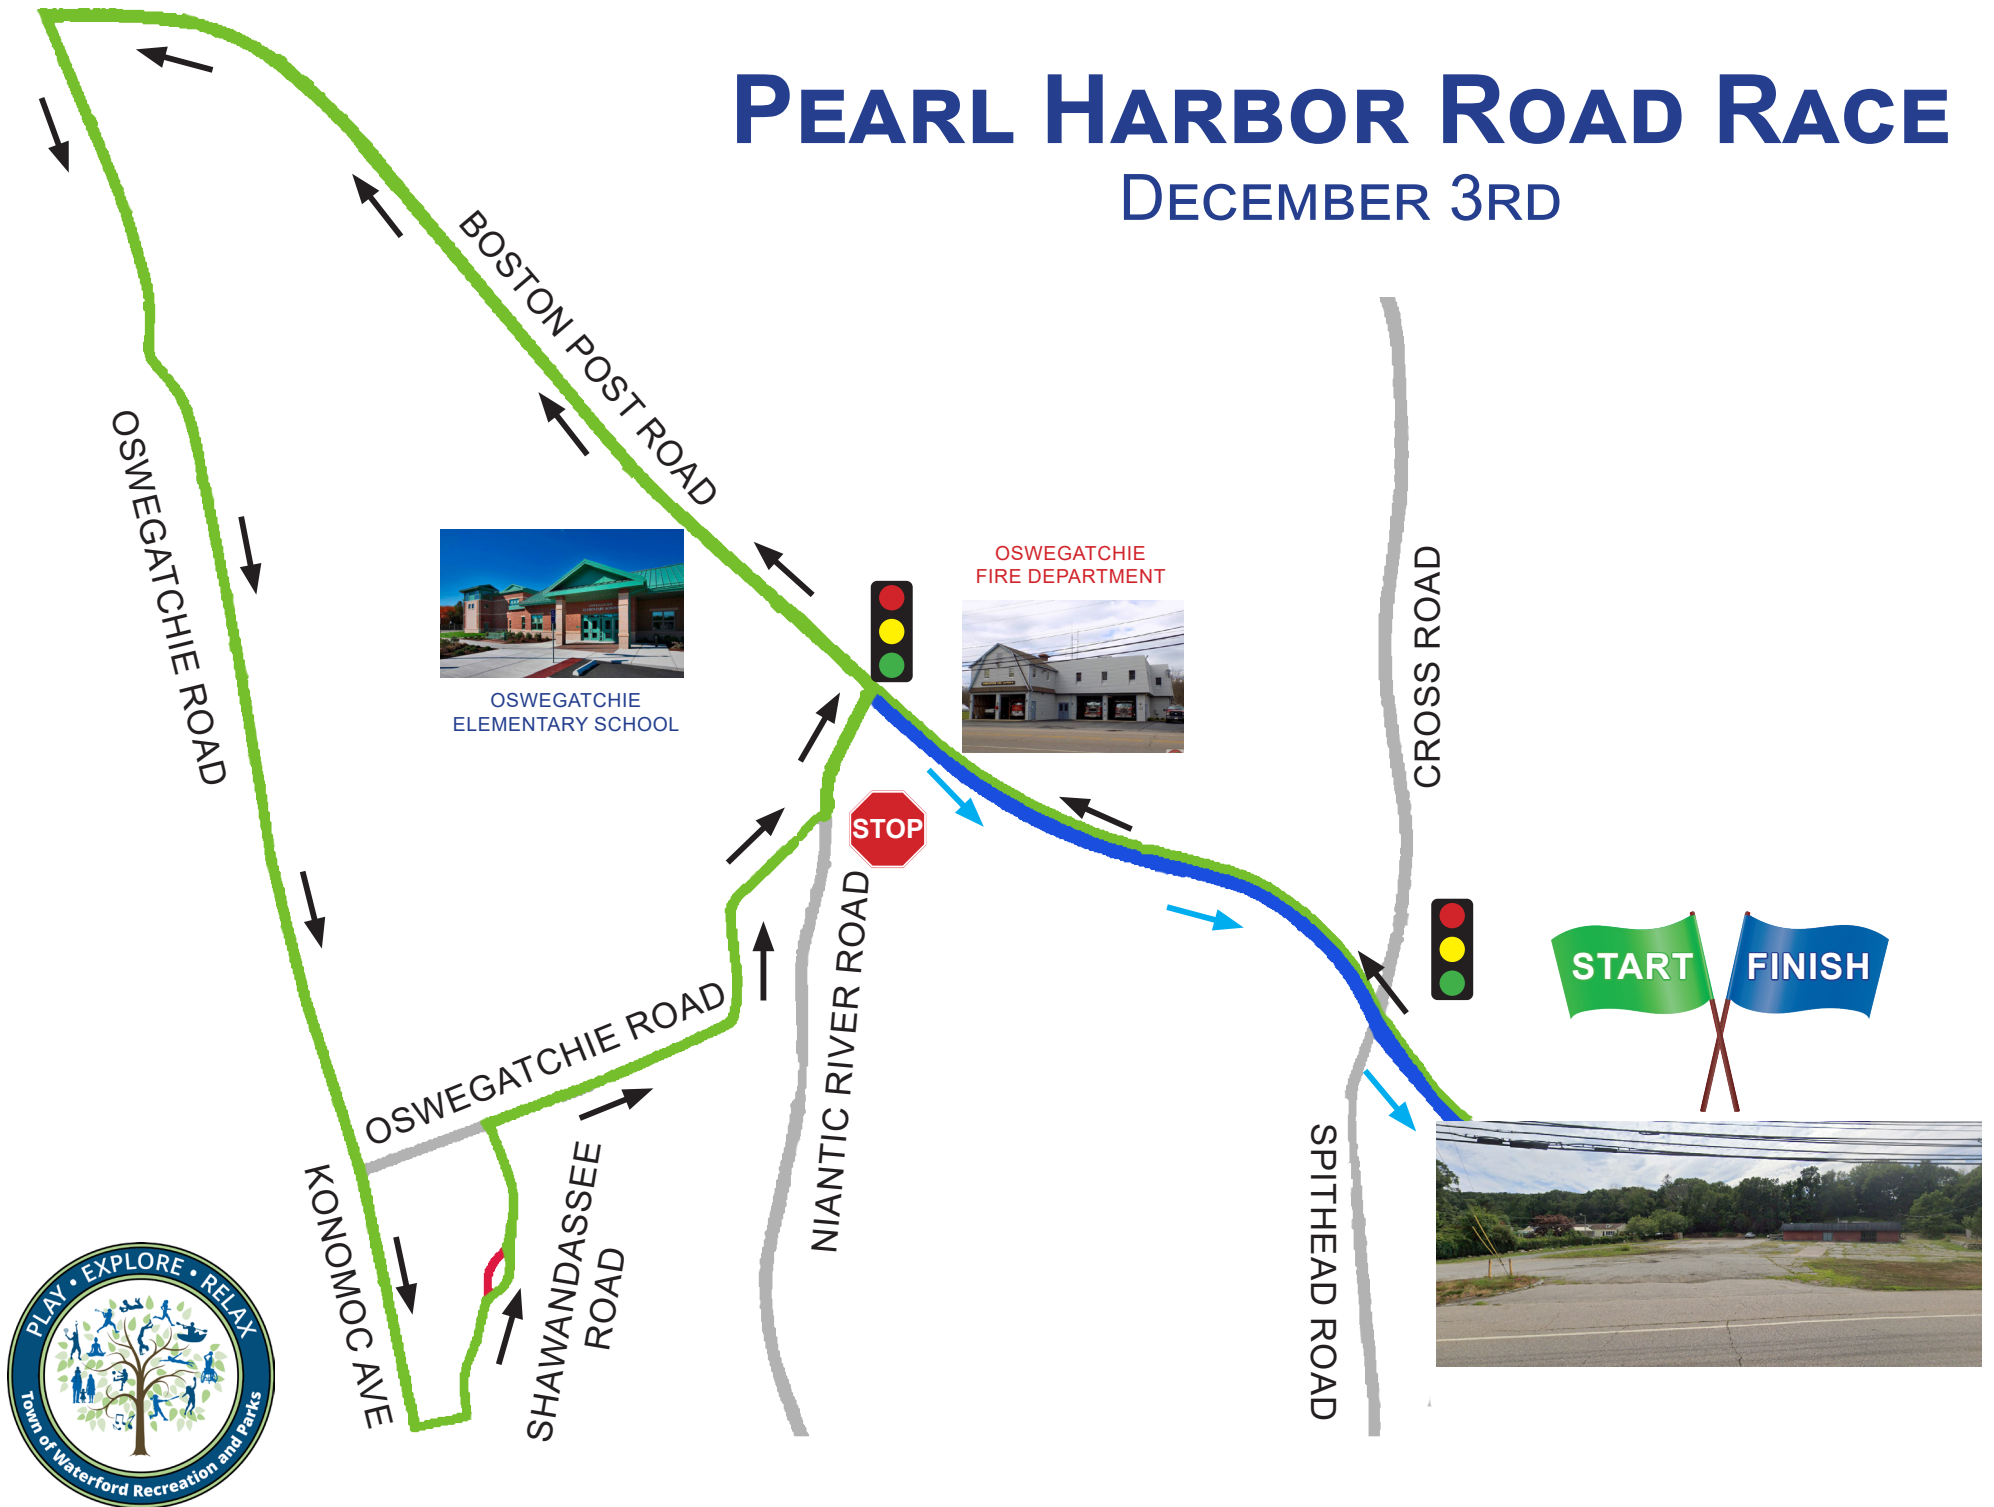 PEARL HARBOR ROAD RACE
DECEMBER 3RD
BOSTON POST ROAD
OSWEGATCHIE ROAD
OSWEGATCHIE
ELEMENTARY SCHOOL
OSWEGATCHIE
FIRE DEPARTMENT
CROSS ROAD
STOP
START
FINISH
OSWEGATCHIE ROAD
NIANTIC RIVER ROAD
KONOMOC AVE
SHAWANDASSEE
ROAD
SPITHEAD ROAD
PLAY • EXPLORE • RELAX
Town of Waterford Recreation and Parks